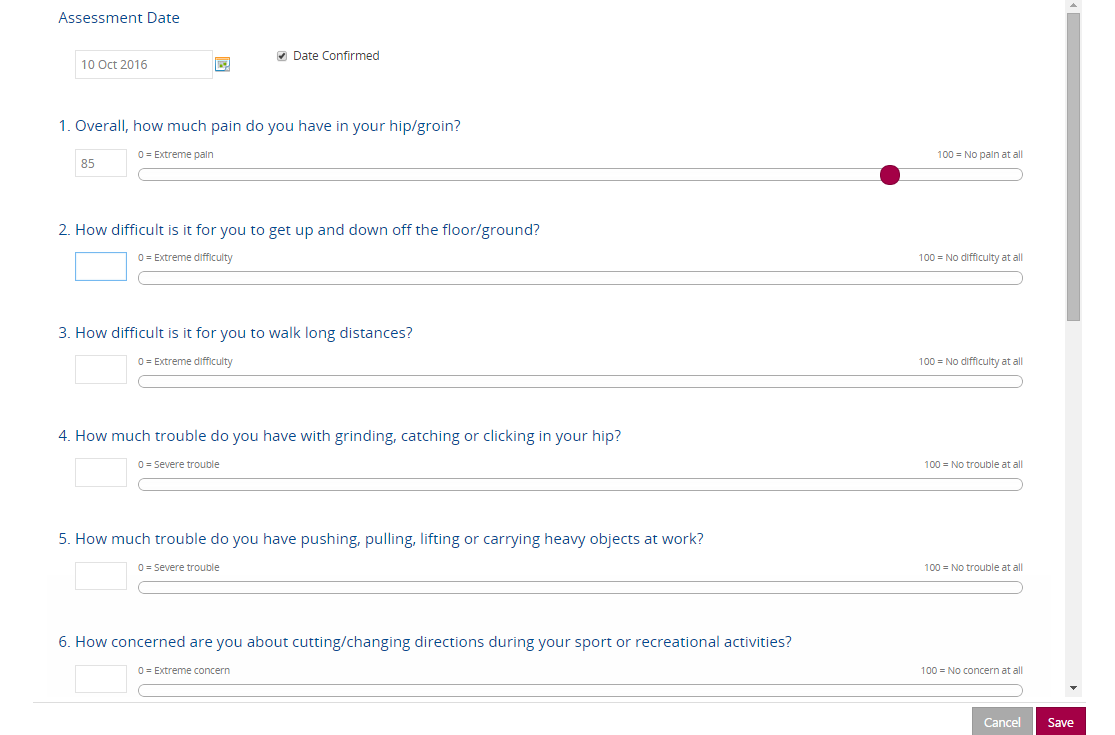 Assessment Date
10 Oct 2016
Date Confirmed
1. Overall, how much pain do you have in your hip/groin?
85
0 = Extreme pain
100 = No pain at all
2. How difficult is it for you to get up and down off the floor/ground?
0 = Extreme difficulty
100 = No difficulty at all
3. How difficult is it for you to walk long distances?
0 = Extreme difficulty
100 = No difficulty at all
4. How much trouble do you have with grinding, catching or clicking in your hip?
0 = Severe trouble
100 = No trouble at all
5. How much trouble do you have pushing, pulling, lifting or carrying heavy objects at work?
0 = Severe trouble
100 = No trouble at all
6. How concerned are you about cutting/changing directions during your sport or recreational activities?
0 = Extreme concern
100 = No concern at all
Cancel
Save